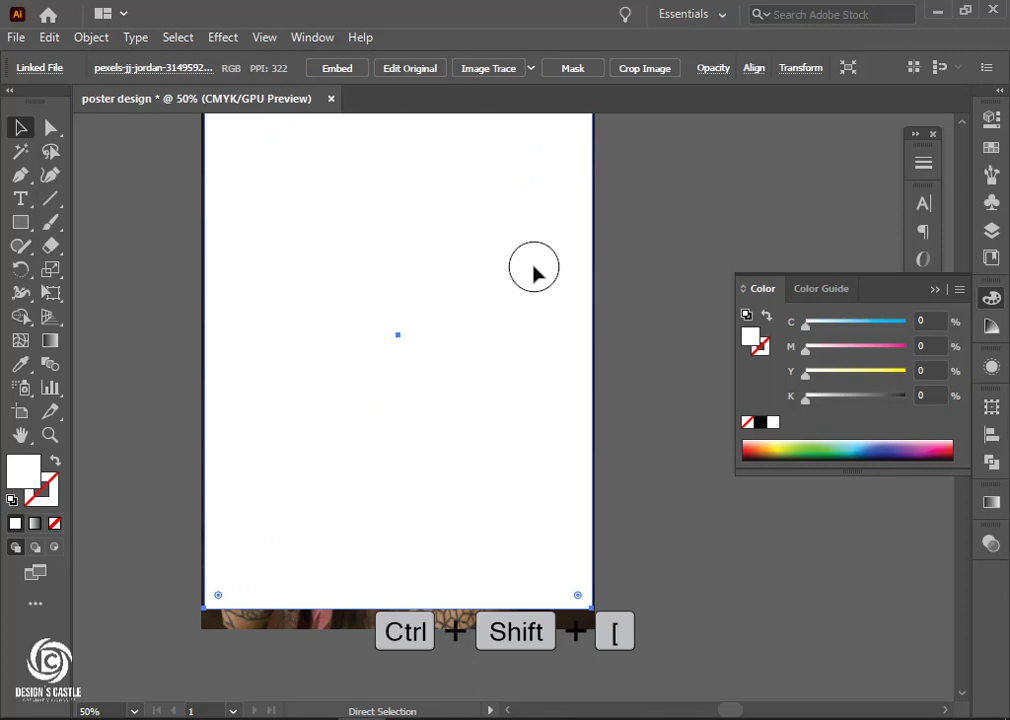 Ai Essentials Search Adobe Stock
File Edit Object Type Select Effect View Window Help
Linked File pexels-jj-jordan-3149592... RGB PPI: 322 Embed Edit Original Image Trace Mask Crop Image Opacity Align Transform
poster design * @ 50% (CMYK/GPU Preview)
Color Color Guide
C 0 %
M 0 %
Y 0 %
K 0 %
Ctrl + Shift + [
DESIGN'S CASTLE
50% 1 Direct Selection